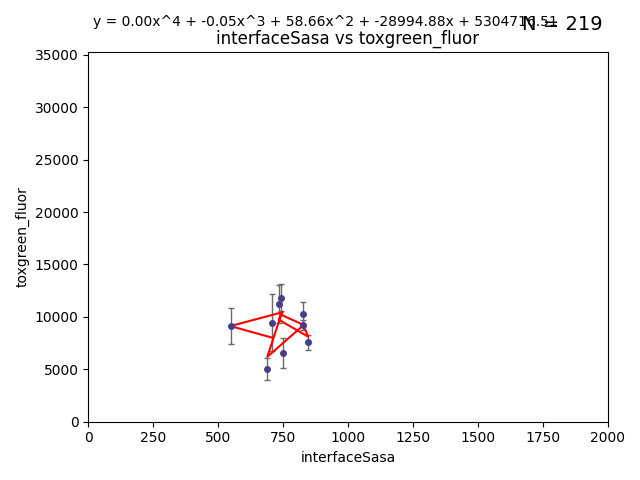 y = 0.00x^4 + -0.05x^3 + 58.66x^2 + -28994.88x + 5304716.51
N = 219
interfaceSasa vs toxgreen_fluor
35000
30000
25000
20000
15000
10000
5000
0
toxgreen_fluor
0 250 500 750 1000 1250 1500 1750 2000
interfaceSasa